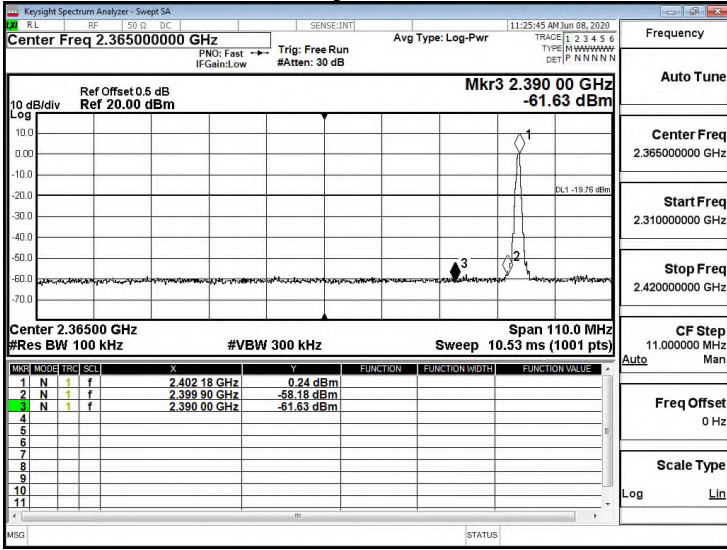 Keysight Spectrum Analyzer - Swept SA
LXI RL RF 50 Ω DC SENSE:INT 11:25:45 AM Jun 08, 2020
Center Freq 2.365000000 GHz
PNO: Fast
IFGain:Low
Trig: Free Run
#Atten: 30 dB
Avg Type: Log-Pwr
TRACE 1 2 3 4 5 6
TYPE M WWWWW
DET P N N N N N
Mkr3 2.390 00 GHz
-61.63 dBm
Ref Offset 0.5 dB
Ref 20.00 dBm
10 dB/div
Log
10.0
0.00
-10.0
-20.0
-30.0
-40.0
-50.0
-60.0
-70.0
1
DL1 -19.76 dBm
2
3
Center 2.36500 GHz
Span 110.0 MHz
#Res BW 100 kHz
#VBW 300 kHz
Sweep 10.53 ms (1001 pts)
MKR MODE TRC SCL X Y FUNCTION FUNCTION WIDTH FUNCTION VALUE
1 N 1 f 2.402 18 GHz 0.24 dBm
2 N 1 f 2.399 90 GHz -58.18 dBm
3 N 1 f 2.390 00 GHz -61.63 dBm
4
5
6
7
8
9
10
11
MSG
STATUS
Frequency
Auto Tune
Center Freq
2.365000000 GHz
Start Freq
2.310000000 GHz
Stop Freq
2.420000000 GHz
CF Step
11.000000 MHz
Auto Man
Freq Offset
0 Hz
Scale Type
Log Lin